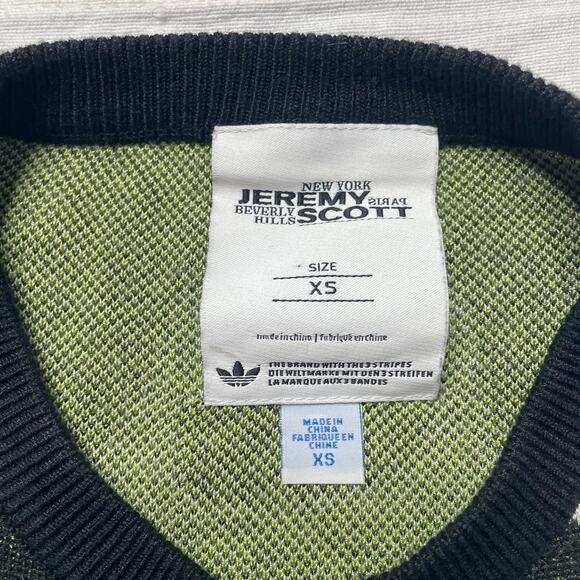 NEW YORK
JEREMY PARIS
BEVERLY SCOTT
HILLS
SIZE
XS
made in china | fabriqué en chine
THE BRAND WITH THE 3 STRIPES
DIE WELTMARKE MIT DEN 3 STREIFEN
LA MARQUE AUX 3 BANDES
MADE IN
CHINA
FABRIQUE EN
CHINE
XS